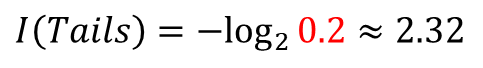 I(Tails) = −log₂ 0.2 ≈ 2.32